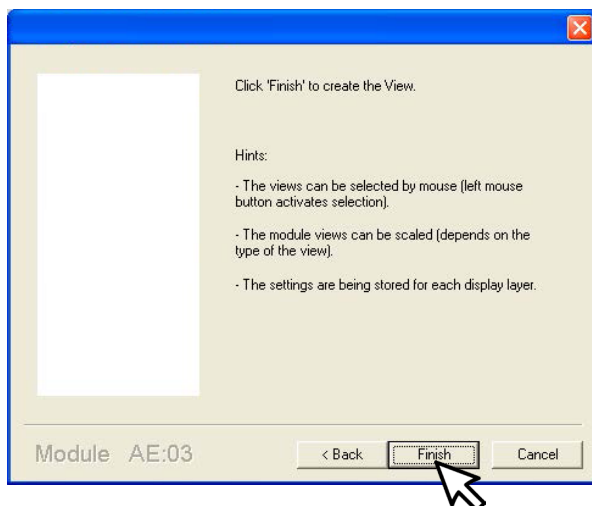 Click 'Finish' to create the View.
Hints:
- The views can be selected by mouse (left mouse
button activates selection).
- The module views can be scaled (depends on the
type of the view).
- The settings are being stored for each display layer.
Module AE:03
< Back
Finish
Cancel